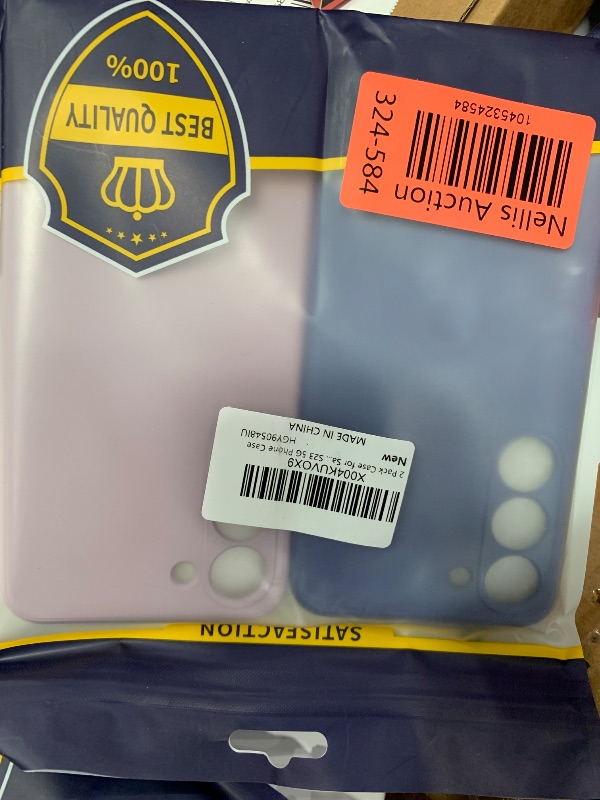 SATISFACTION
X004KUVOX9
2 Pack Case for Sa... S23 5G Phone Case
New
HGY90548IU
MADE IN CHINA
Nellis Auction
324-584
1045324584
BEST QUALITY
100%